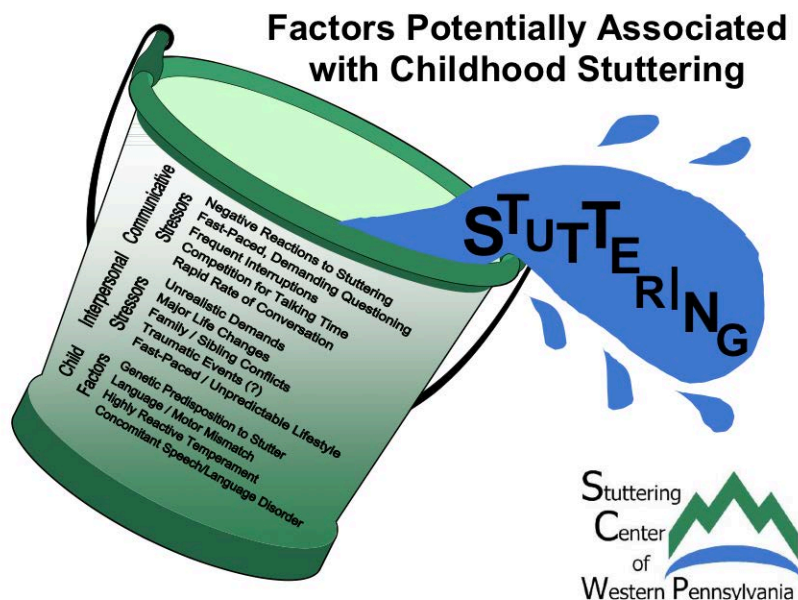 Factors Potentially Associated
with Childhood Stuttering
Communicative
Stressors
Negative Reactions to Stuttering
Fast-Paced, Demanding Questioning
Frequent Interruptions
Competition for Talking Time
Rapid Rate of Conversation
Interpersonal
Stressors
Unrealistic Demands
Major Life Changes
Family / Sibling Conflicts
Traumatic Events (?)
Fast-Paced / Unpredictable Lifestyle
Child
Factors
Genetic Predisposition to Stutter
Language / Motor Mismatch
Highly Reactive Temperament
Concomitant Speech/Language Disorder
STUTTERING
Stuttering
Center
of
Western Pennsylvania